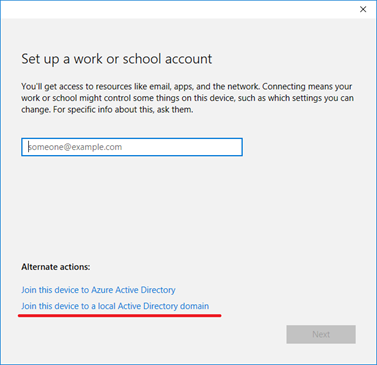 Set up a work or school account
You'll get access to resources like email, apps, and the network. Connecting means your
work or school might control some things on this device, such as which settings you can
change. For specific info about this, ask them.
someone@example.com
Alternate actions:
Join this device to Azure Active Directory
Join this device to a local Active Directory domain
Next